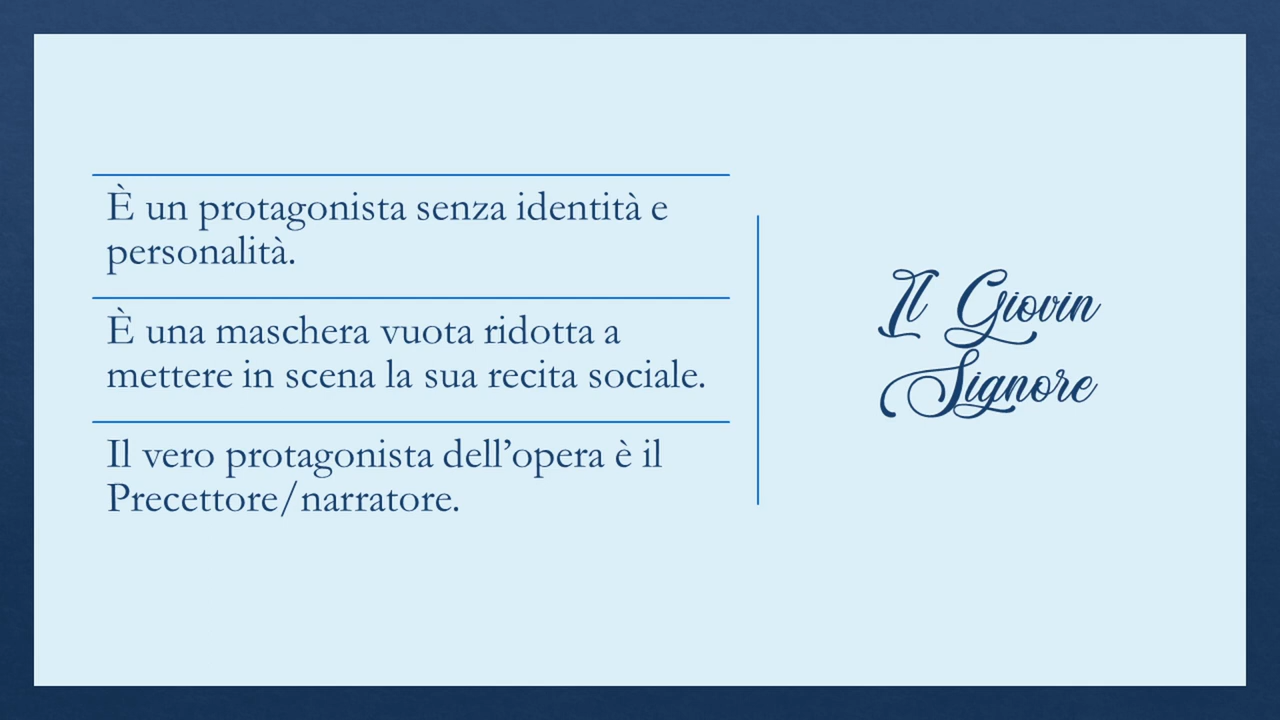 È un protagonista senza identità e
personalità.
È una maschera vuota ridotta a
mettere in scena la sua recita sociale.
Il vero protagonista dell’opera è il
Precettore/narratore.
Il Giovin
Signore